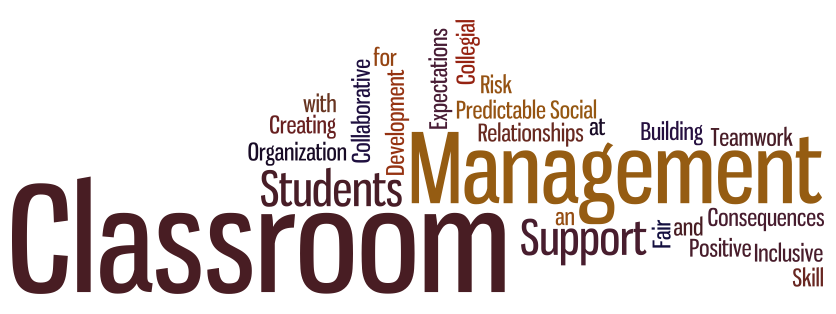 Collegial
Expectations
for
Collaborative
Development
Risk
with
Predictable Social
Creating
Relationships
at
Building
Teamwork
Organization
Management
Students
Classroom
an
Support
Fair
and
Consequences
Positive
Inclusive
Skill